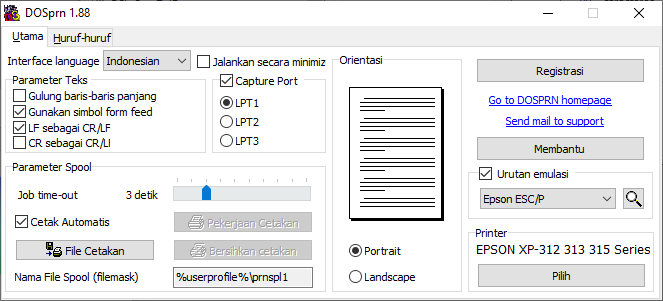 DOSprn 1.88
Utama
Huruf-huruf
Interface language
Indonesian
Jalankan secara minimiz
Parameter Teks
Gulung baris-baris panjang
Gunakan simbol form feed
LF sebagai CR/LF
CR sebagai CR/LF
Capture Port
LPT1
LPT2
LPT3
Parameter Spool
Job time-out
3 detik
Cetak Automatis
Pekerjaan Cetakan
File Cetakan
Bersihkan cetakan
Nama File Spool (filemask)
%userprofile%\prnspl1
Orientasi
Portrait
Landscape
Registrasi
Go to DOSPRN homepage
Send mail to support
Membantu
Urutan emulasi
Epson ESC/P
Printer
EPSON XP-312 313 315 Series
Pilih